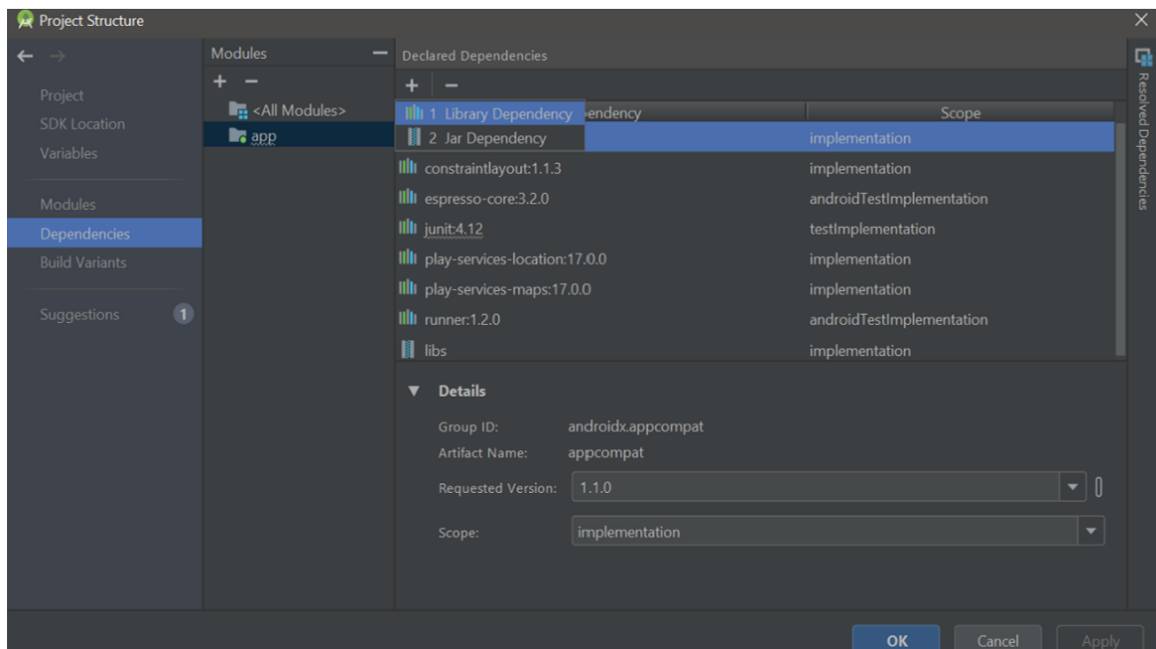 Project Structure
Project
SDK Location
Variables
Modules
Dependencies
Build Variants
Suggestions 1
Modules
<All Modules>
app
Declared Dependencies
1 Library Dependency
2 Jar Dependency
endency Scope
implementation
constraintlayout:1.1.3 implementation
espresso-core:3.2.0 androidTestImplementation
junit:4.12 testImplementation
play-services-location:17.0.0 implementation
play-services-maps:17.0.0 implementation
runner:1.2.0 androidTestImplementation
libs implementation
Details
Group ID: androidx.appcompat
Artifact Name: appcompat
Requested Version: 1.1.0
Scope: implementation
Resolved Dependencies
OK Cancel Apply